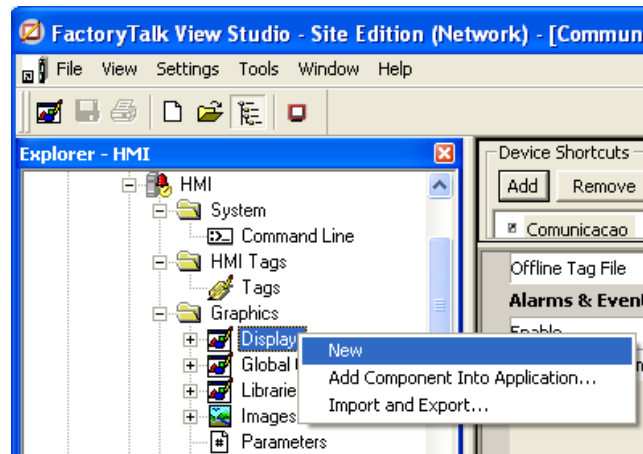 FactoryTalk View Studio - Site Edition (Network) - [Commun
File View Settings Tools Window Help
Explorer - HMI
HMI
System
Command Line
HMI Tags
Tags
Graphics
Display
Global
Librarie
Images
Parameters
New
Add Component Into Application...
Import and Export...
Device Shortcuts
Add Remove
Comunicacao
Offline Tag File
Alarms & Event
Enable